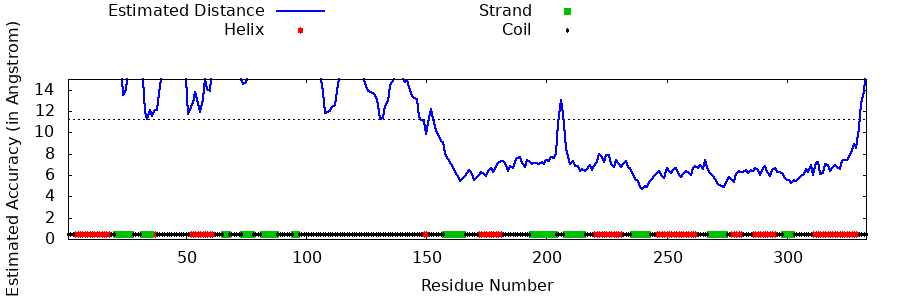 Estimated Distance
Strand
Helix
Coil
Estimated Accuracy (in Angstrom)
14
12
10
8
6
4
2
0
50
100
150
200
250
300
Residue Number